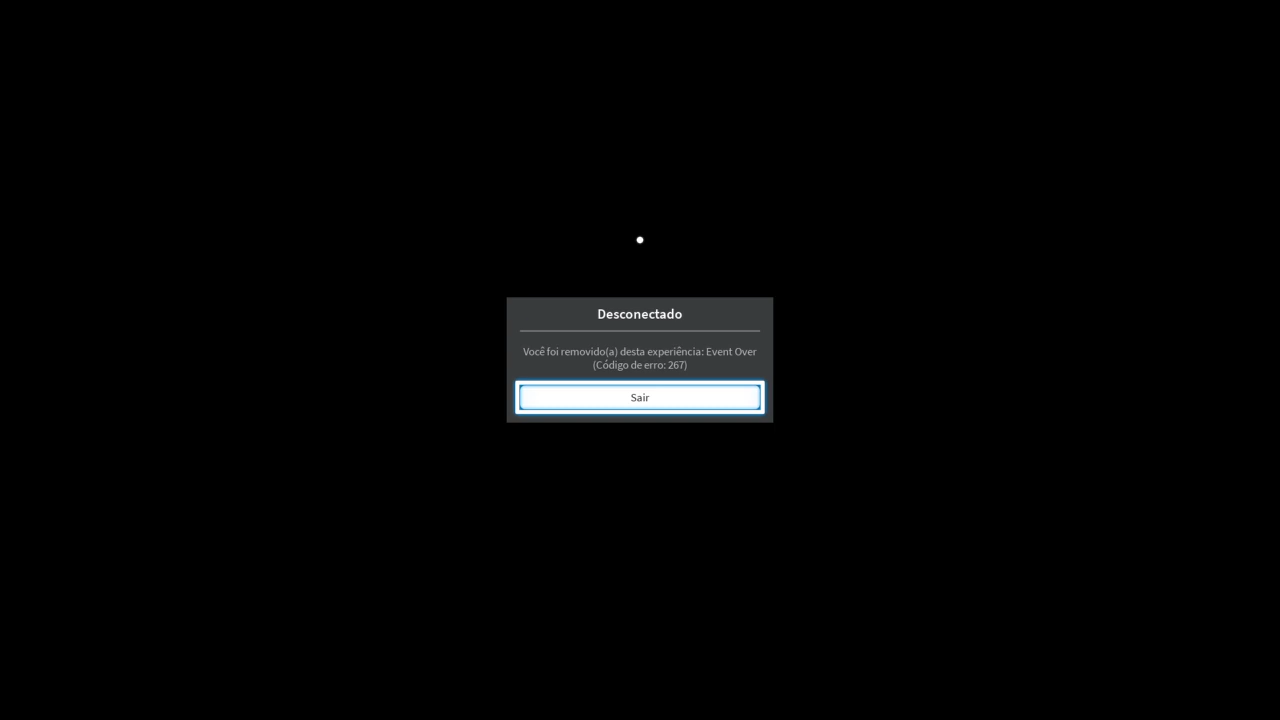 Desconectado
Você foi removido(a) desta experiência: Event Over
(Código de erro: 267)
Sair